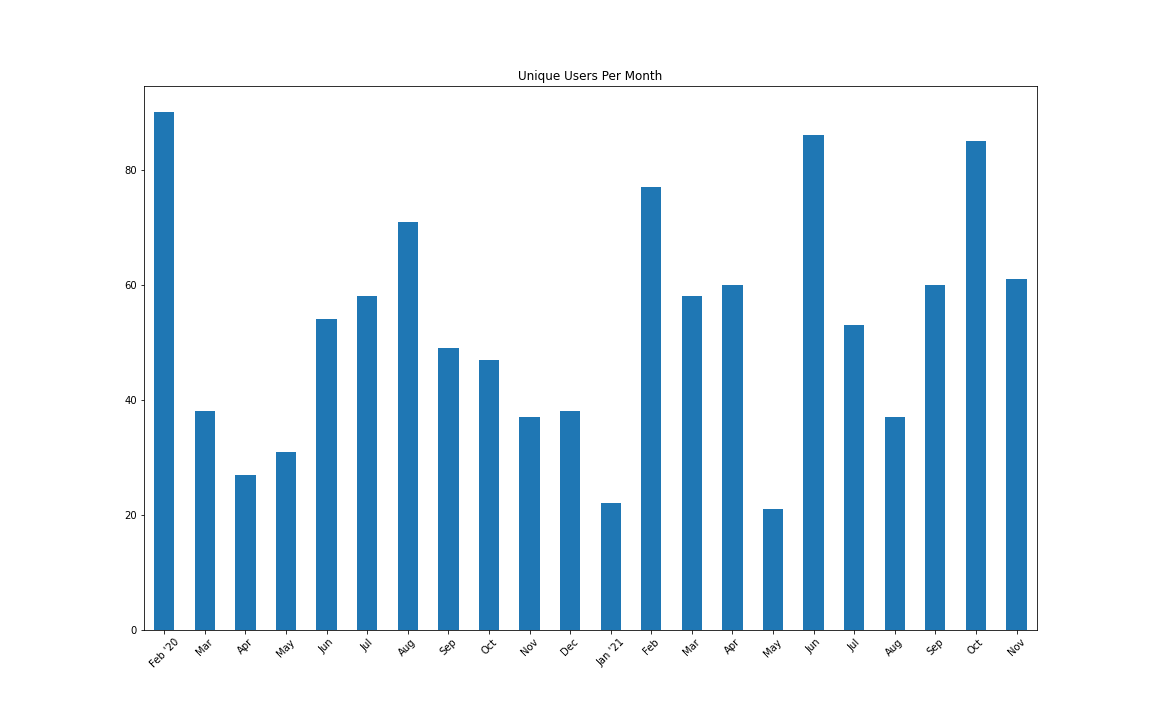 Unique Users Per Month
80
60
40
20
0
Feb '20
Mar
Apr
May
Jun
Jul
Aug
Sep
Oct
Nov
Dec
Jan '21
Feb
Mar
Apr
May
Jun
Jul
Aug
Sep
Oct
Nov